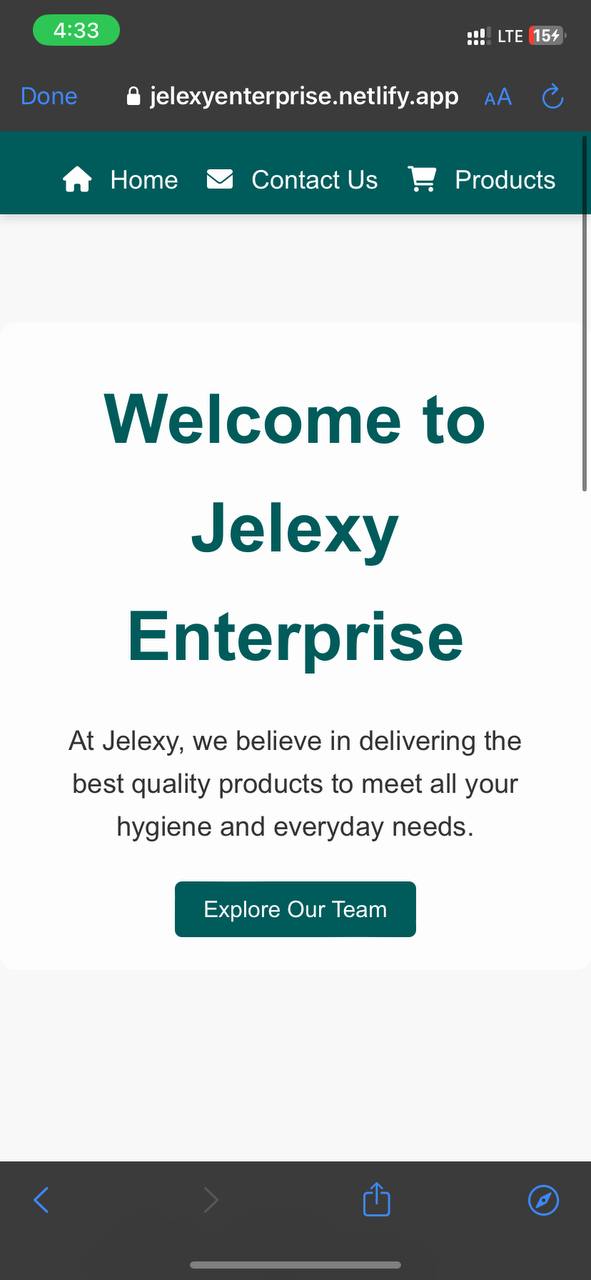 4:33 LTE 15
Done jelexyenterprise.netlify.app AA
Home Contact Us Products
Welcome to
Jelexy
Enterprise
At Jelexy, we believe in delivering the
best quality products to meet all your
hygiene and everyday needs.
Explore Our Team